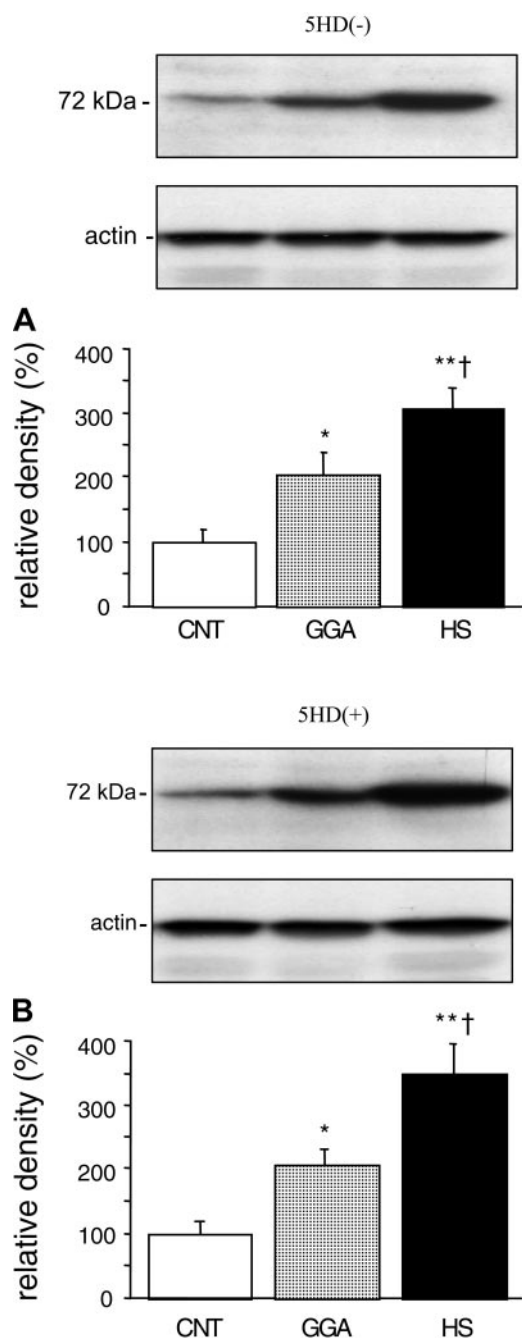 5HD(-)
72 kDa -
actin -
A
relative density (%)
400
300
200
100
0
*
**†
CNT GGA HS
5HD(+)
72 kDa -
actin -
B
relative density (%)
400
300
200
100
0
*
**†
CNT GGA HS